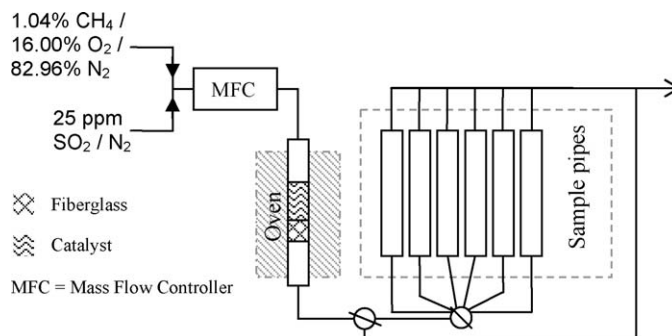 1.04% CH₄ /
16.00% O₂ /
82.96% N₂
MFC
25 ppm
SO₂ / N₂
Oven
Sample pipes
Fiberglass
Catalyst
MFC = Mass Flow Controller